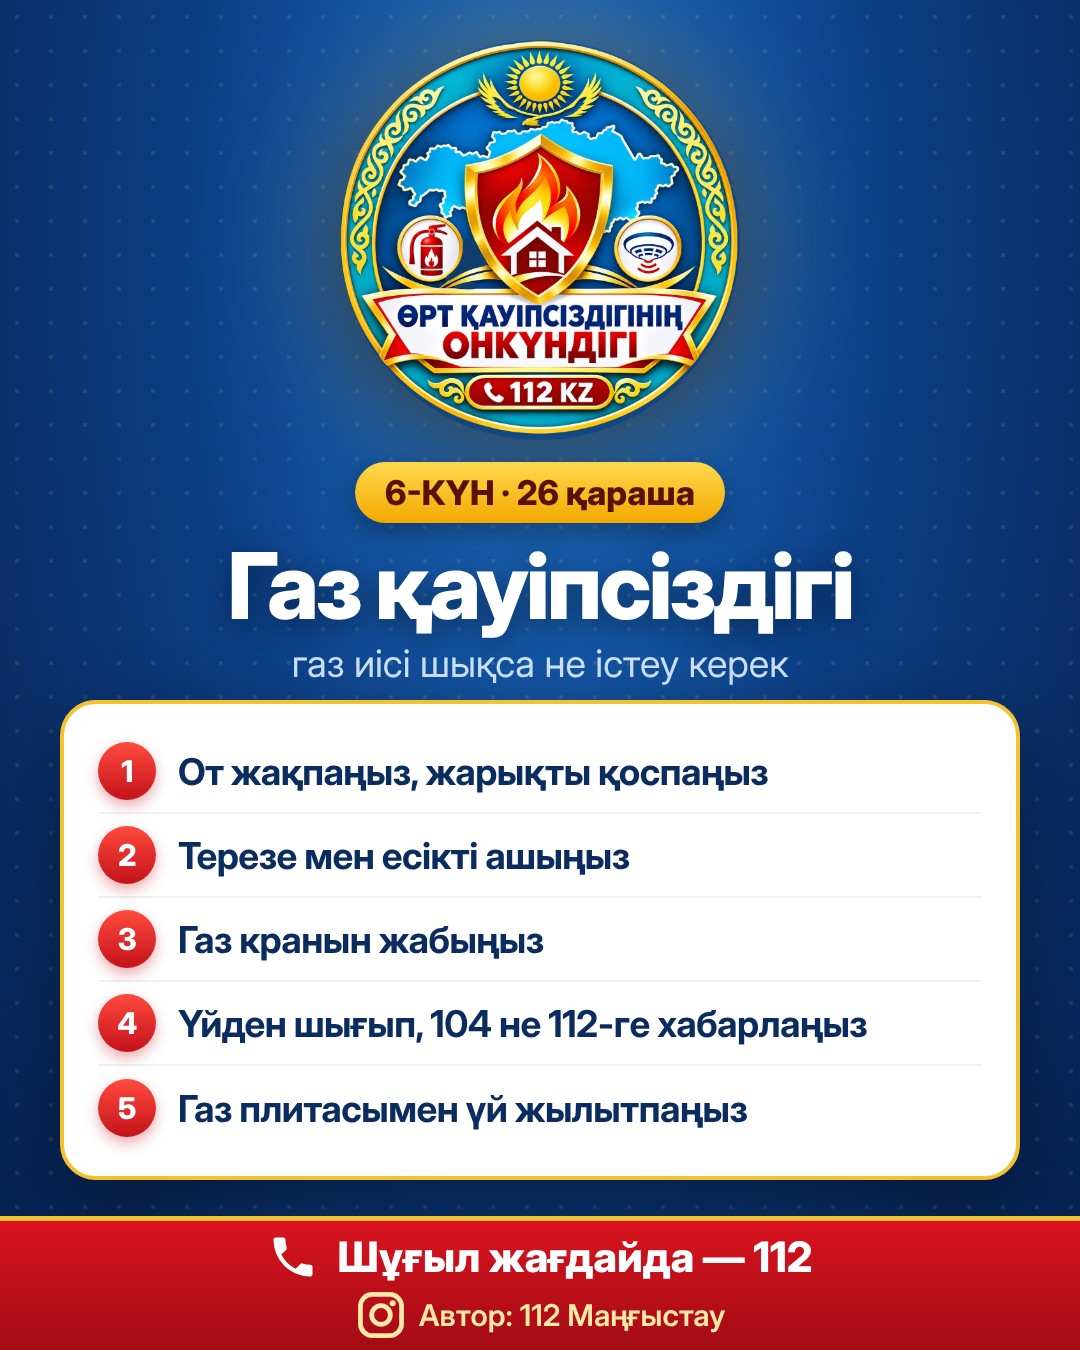 ӨРТ ҚАУІПСІЗДІГІНІҢ
ОНКҮНДІГІ
112 KZ
6-КҮН · 26 қараша
Газ қауіпсіздігі
газ иісі шықса не істеу керек
1 От жақпаңыз, жарықты қоспаңыз
2 Терезе мен есікті ашыңыз
3 Газ кранын жабыңыз
4 Үйден шығып, 104 не 112-ге хабарлаңыз
5 Газ плитасымен үй жылытпаңыз
Шұғыл жағдайда — 112
Автор: 112 Маңғыстау